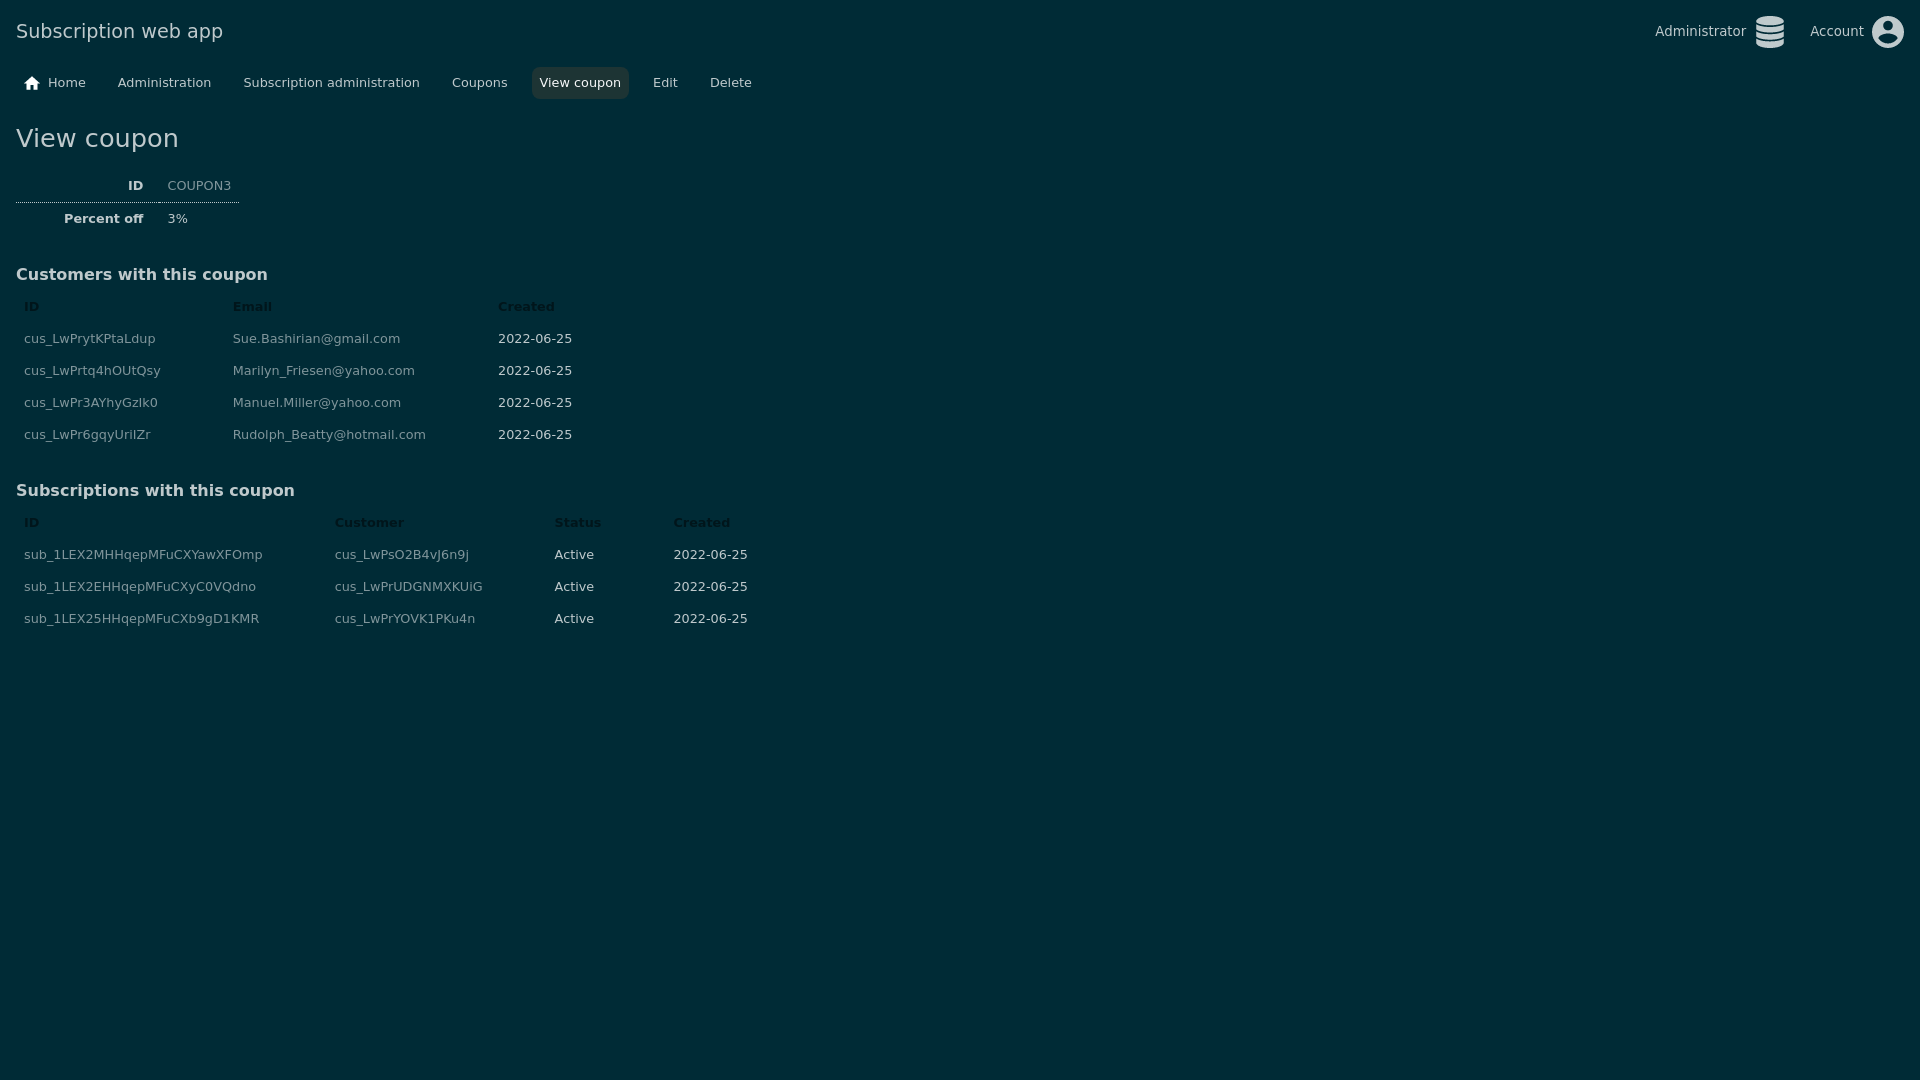 Subscription web app
Administrator Account
Home Administration Subscription administration Coupons View coupon Edit Delete
View coupon
ID COUPON3
Percent off 3%
Customers with this coupon
ID Email Created
cus_LwPrytKPtaLdup Sue.Bashirian@gmail.com 2022-06-25
cus_LwPrtq4hOUtQsy Marilyn_Friesen@yahoo.com 2022-06-25
cus_LwPr3AYhyGzlk0 Manuel.Miller@yahoo.com 2022-06-25
cus_LwPr6gqyUriIZr Rudolph_Beatty@hotmail.com 2022-06-25
Subscriptions with this coupon
ID Customer Status Created
sub_1LEX2MHHqepMFuCXYawXFOmp cus_LwPsO2B4vJ6n9j Active 2022-06-25
sub_1LEX2EHHqepMFuCXyC0VQdno cus_LwPrUDGNMXKUiG Active 2022-06-25
sub_1LEX25HHqepMFuCXb9gD1KMR cus_LwPrYOVK1PKu4n Active 2022-06-25